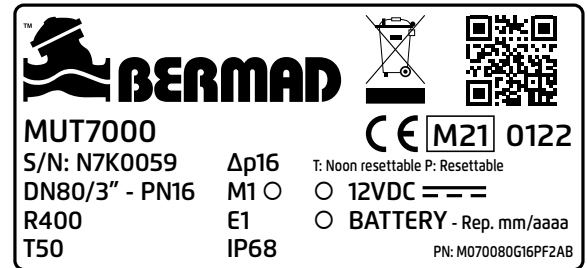 ™
BERMAD
MUT7000
CE M21 0122
S/N: N7K0059 Δp16 T: Noon resettable P: Resettable
DN80/3” - PN16 M1 12VDC
R400 E1 BATTERY - Rep. mm/aaaa
T50 IP68 PN: M070080G16PF2AB